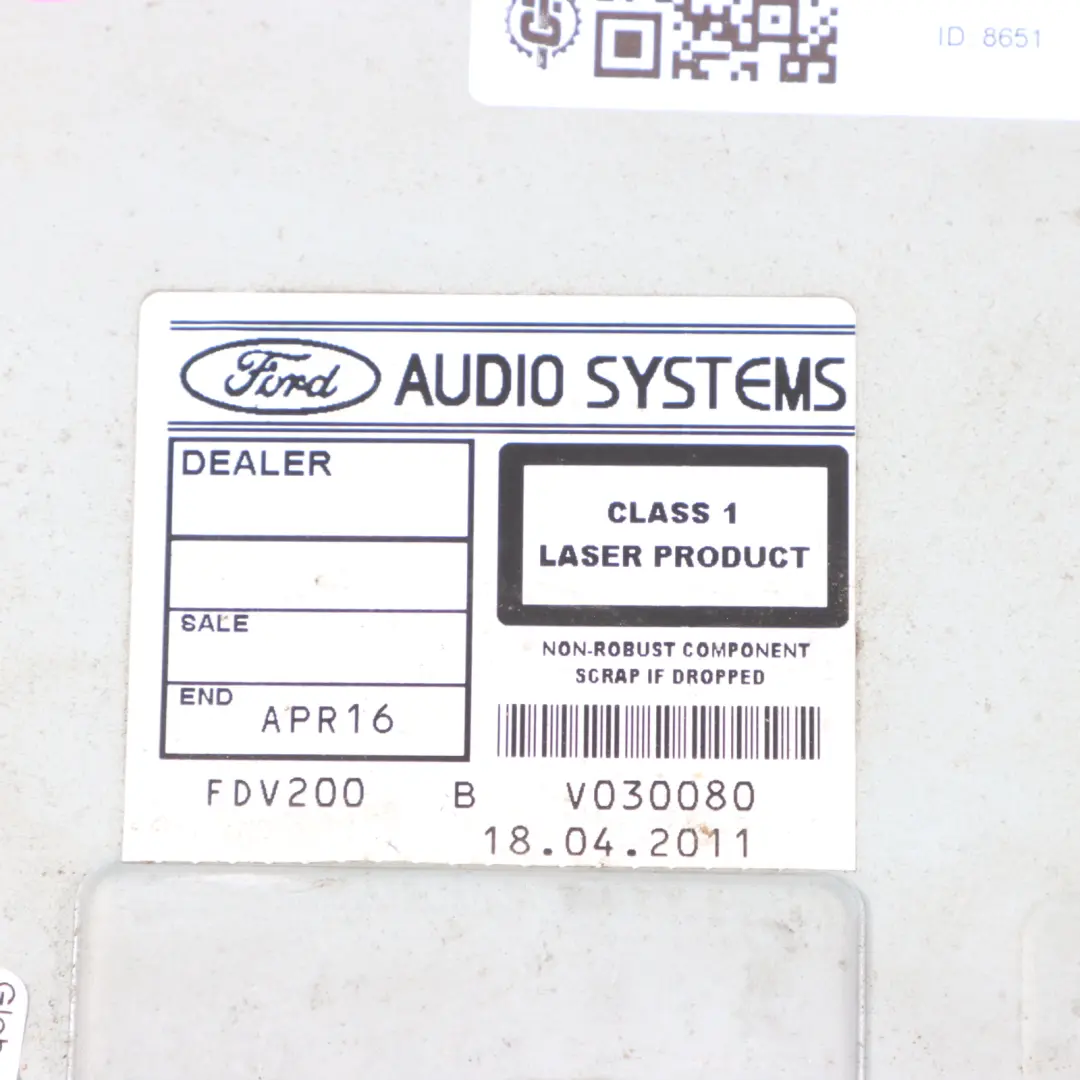 ID 8651
Ford AUDIO SYSTEMS
DEALER
SALE
END APR16
CLASS 1
LASER PRODUCT
NON-ROBUST COMPONENT
SCRAP IF DROPPED
FDV200 B V030080
18.04.2011